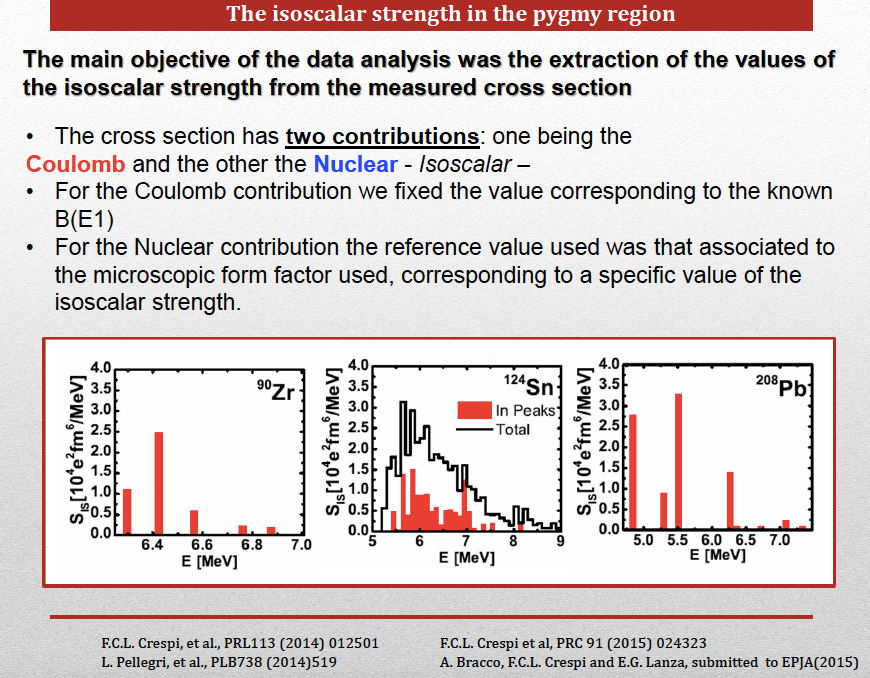 The isoscalar strength in the pygmy region
The main objective of the data analysis was the extraction of the values of
the isoscalar strength from the measured cross section
• The cross section has two contributions: one being the
Coulomb and the other the Nuclear - Isoscalar –
• For the Coulomb contribution we fixed the value corresponding to the known
B(E1)
• For the Nuclear contribution the reference value used was that associated to
the microscopic form factor used, corresponding to a specific value of the
isoscalar strength.
S_IS[10^4e^2fm^6/MeV]
4.0
3.5
3.0
2.5
2.0
1.5
1.0
0.5
0.0
90Zr
6.4 6.6 6.8 7.0
E [MeV]
S_IS[10^4e^2fm^6/MeV]
4.0
3.5
3.0
2.5
2.0
1.5
1.0
0.5
0.0
124Sn
In Peaks
Total
5 6 7 8 9
E [MeV]
S_IS[10^4e^2fm^6/MeV]
4.0
3.5
3.0
2.5
2.0
1.5
1.0
0.5
0.0
208Pb
5.0 5.5 6.0 6.5 7.0
E [MeV]
F.C.L. Crespi, et al., PRL113 (2014) 012501
L. Pellegri, et al., PLB738 (2014)519
F.C.L. Crespi et al, PRC 91 (2015) 024323
A. Bracco, F.C.L. Crespi and E.G. Lanza, submitted to EPJA(2015)